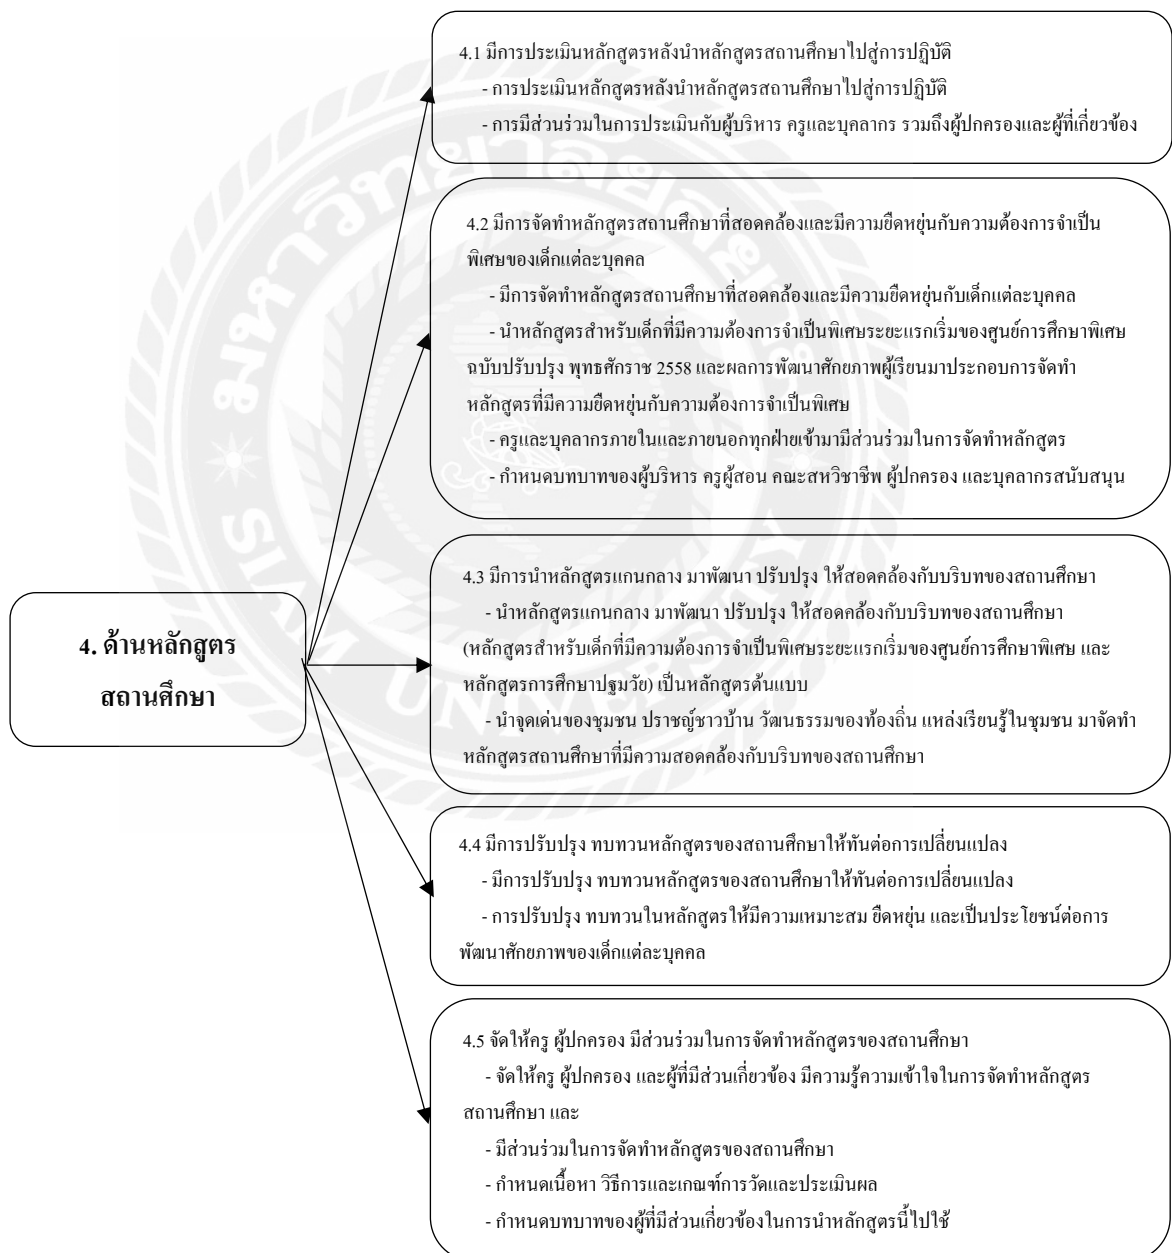 4.1 มีการประเมินหลักสูตรหลังนำหลักสูตรสถานศึกษาไปสู่การปฏิบัติ
- การประเมินหลักสูตรหลังนำหลักสูตรสถานศึกษาไปสู่การปฏิบัติ
- การมีส่วนร่วมในการประเมินกับผู้บริหาร ครูและบุคลากร รวมถึงผู้ปกครองและผู้ที่เกี่ยวข้อง
4.2 มีการจัดทำหลักสูตรสถานศึกษาที่สอดคล้องและมีความยืดหยุ่นกับความต้องการจำเป็น
พิเศษของเด็กแต่ละบุคคล
- มีการจัดทำหลักสูตรสถานศึกษาที่สอดคล้องและมีความยืดหยุ่นกับเด็กแต่ละบุคคล
- นำหลักสูตรสำหรับเด็กที่มีความต้องการจำเป็นพิเศษระยะแรกเริ่มของศูนย์การศึกษาพิเศษ
ฉบับปรับปรุง พุทธศักราช 2558 และผลการพัฒนาศักยภาพผู้เรียนมาประกอบการจัดทำ
หลักสูตรที่มีความยืดหยุ่นกับความต้องการจำเป็นพิเศษ
- ครูและบุคลากรภายในและภายนอกทุกฝ่ายเข้ามามีส่วนร่วมในการจัดทำหลักสูตร
- กำหนดบทบาทของผู้บริหาร ครูผู้สอน คณะสหวิชาชีพ ผู้ปกครอง และบุคลากรสนับสนุน
4.3 มีการนำหลักสูตรแกนกลาง มาพัฒนา ปรับปรุง ให้สอดคล้องกับบริบทของสถานศึกษา
- นำหลักสูตรแกนกลาง มาพัฒนา ปรับปรุง ให้สอดคล้องกับบริบทของสถานศึกษา
(หลักสูตรสำหรับเด็กที่มีความต้องการจำเป็นพิเศษระยะแรกเริ่มของศูนย์การศึกษาพิเศษ และ
หลักสูตรการศึกษาปฐมวัย) เป็นหลักสูตรต้นแบบ
- นำจุดเด่นของชุมชน ปราชญ์ชาวบ้าน วัฒนธรรมของท้องถิ่น แหล่งเรียนรู้ในชุมชน มาจัดทำ
หลักสูตรสถานศึกษาที่มีความสอดคล้องกับบริบทของสถานศึกษา
4. ด้านหลักสูตร
สถานศึกษา
4.4 มีการปรับปรุง ทบทวนหลักสูตรของสถานศึกษาให้ทันต่อการเปลี่ยนแปลง
- มีการปรับปรุง ทบทวนหลักสูตรของสถานศึกษาให้ทันต่อการเปลี่ยนแปลง
- การปรับปรุง ทบทวนในหลักสูตรให้มีความเหมาะสม ยืดหยุ่น และเป็นประโยชน์ต่อการ
พัฒนาศักยภาพของเด็กแต่ละบุคคล
4.5 จัดให้ครู ผู้ปกครอง มีส่วนร่วมในการจัดทำหลักสูตรของสถานศึกษา
- จัดให้ครู ผู้ปกครอง และผู้ที่มีส่วนเกี่ยวข้อง มีความรู้ความเข้าใจในการจัดทำหลักสูตร
สถานศึกษา และ
- มีส่วนร่วมในการจัดทำหลักสูตรของสถานศึกษา
- กำหนดเนื้อหา วิธีการและเกณฑ์การวัดและประเมินผล
- กำหนดบทบาทของผู้ที่มีส่วนเกี่ยวข้องในการนำหลักสูตรนี้ไปใช้
มหาวิทยาลัยสยาม
SIAM UNIVERSITY